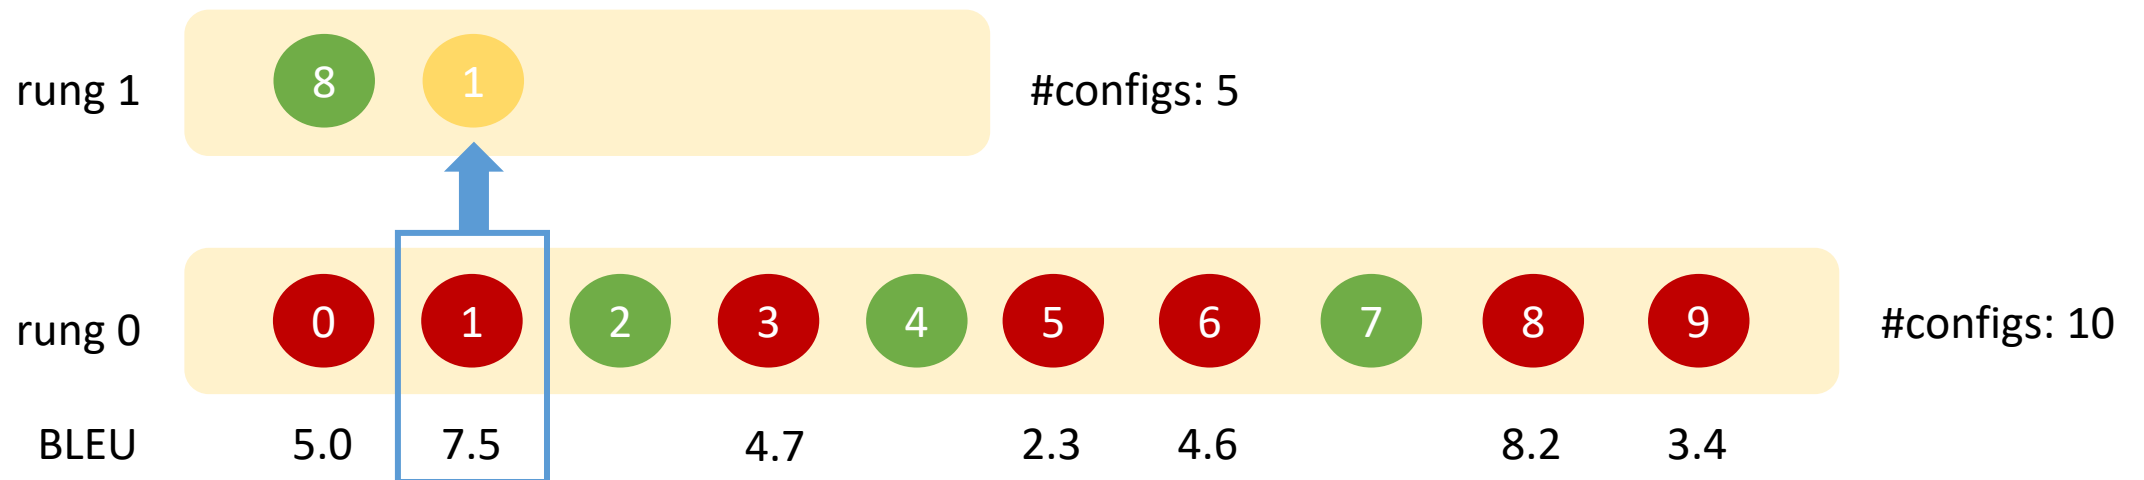 rung 1 8 1 #configs: 5
rung 0 0 1 2 3 4 5 6 7 8 9 #configs: 10
BLEU 5.0 7.5 4.7 2.3 4.6 8.2 3.4